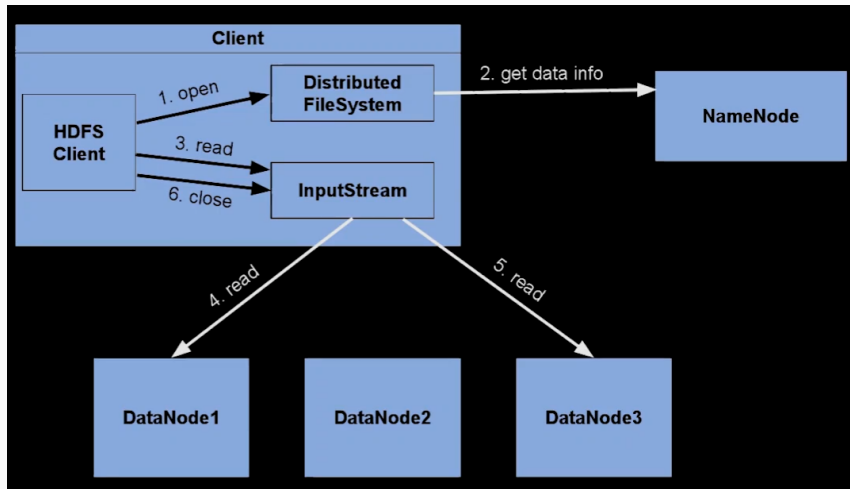 Client
1. open
Distributed
FileSystem
2. get data info
NameNode
HDFS
Client
3. read
6. close
InputStream
4. read
5. read
DataNode1
DataNode2
DataNode3